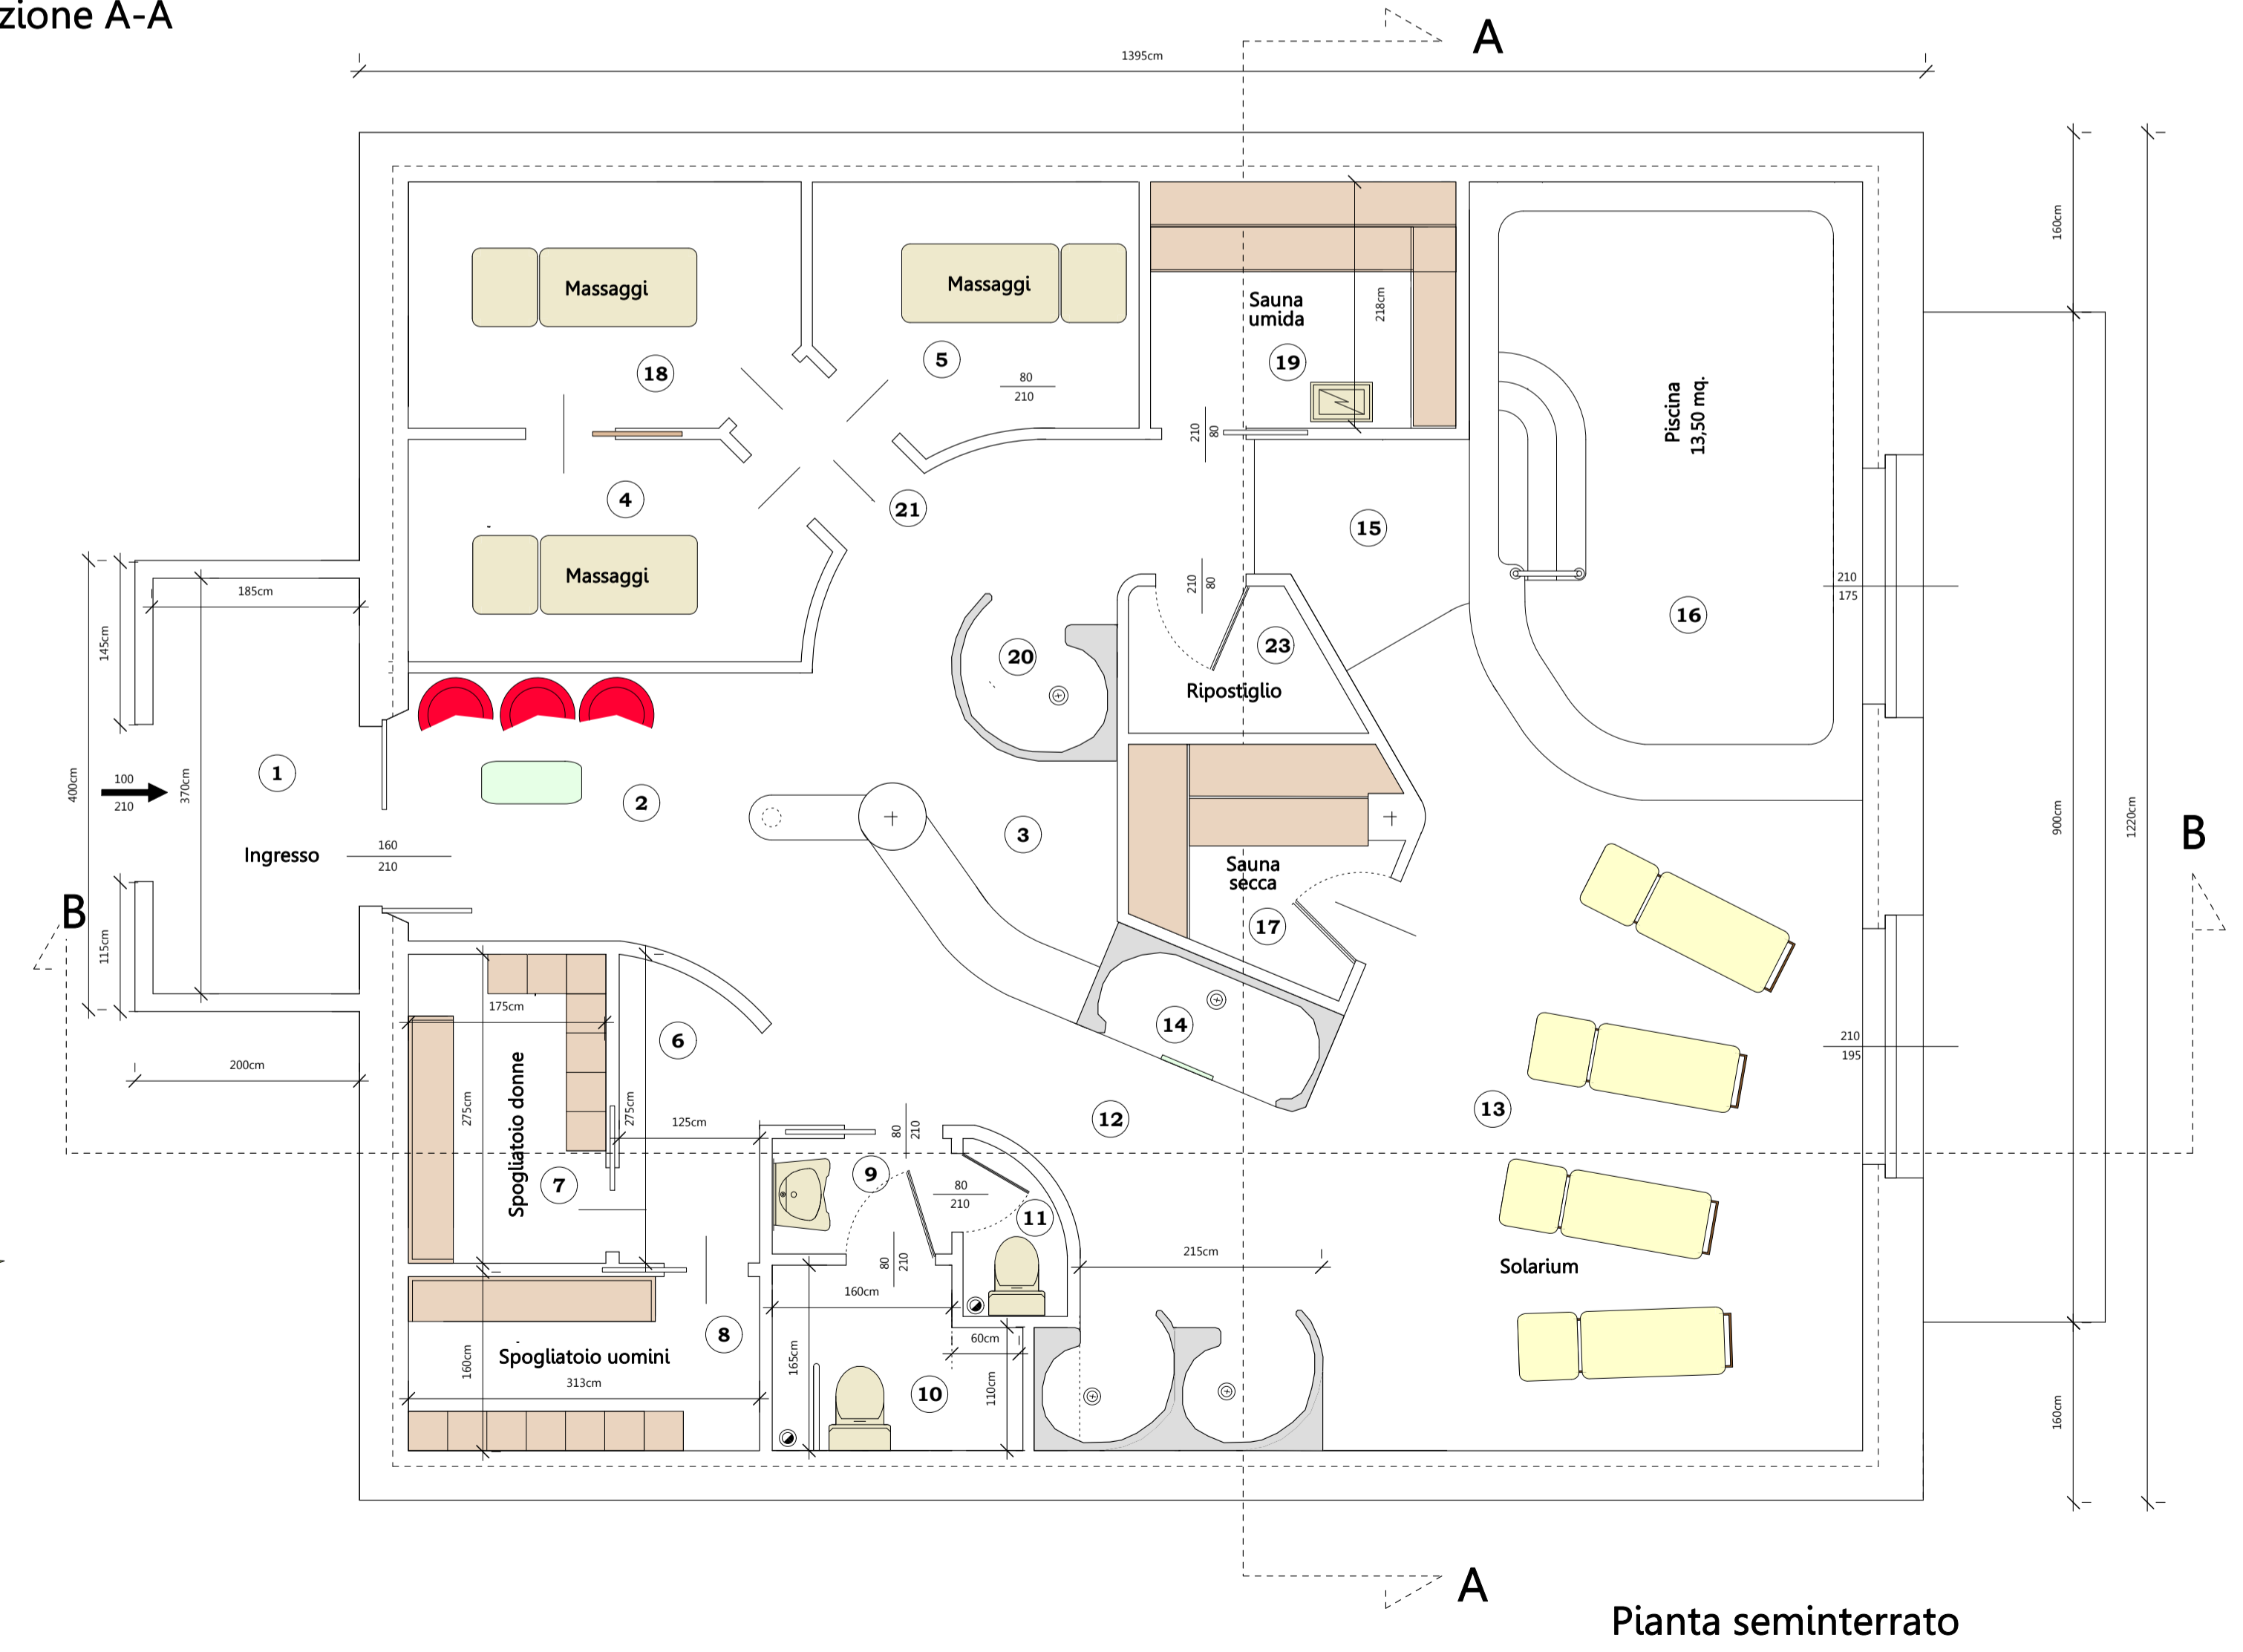 zione A-A
A
1395cm
160cm
Massaggi
Massaggi
Sauna
umida
218cm
18
5
19
80
210
Piscina
13,50 mq.
210
80
4
21
15
Massaggi
210
80
210
175
16
185cm
145cm
20
23
Ripostiglio
400cm
100
210
370cm
1
2
3
900cm
1220cm
B
Ingresso
160
210
Sauna
secca
17
B
115cm
175cm
6
14
210
195
200cm
Spogliatoio donne
275cm
275cm
125cm
80
210
12
13
7
9
80
210
11
80
210
215cm
Solarium
160cm
8
Spogliatoio uomini
160cm
313cm
165cm
60cm
10
110cm
160cm
A
Pianta seminterrato